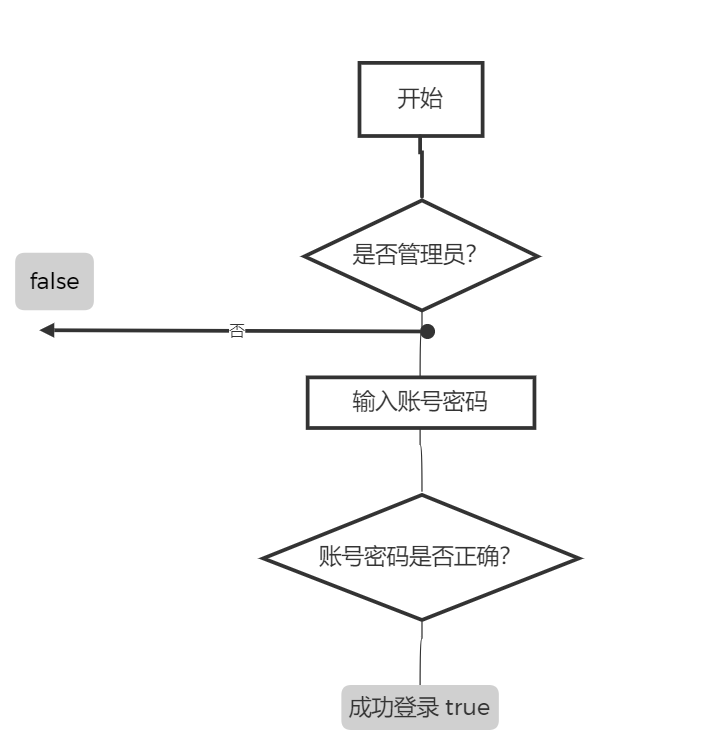 开始
是否管理员？
false
否
输入账号密码
账号密码是否正确？
成功登录 true